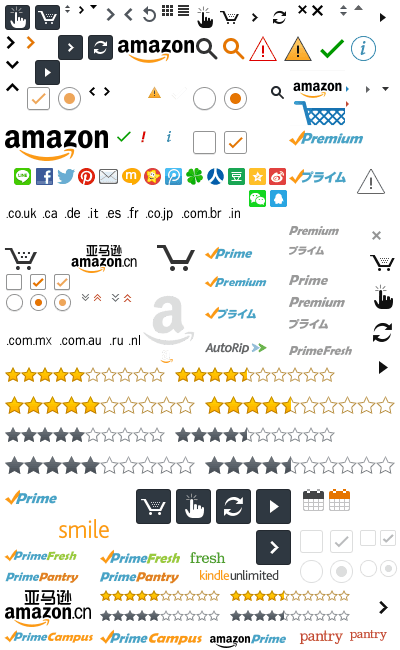 amazon
amazon
amazon
Premium
LINE
プライム
.co.uk .ca .de .it .es .fr .co.jp .com.br .in
Premium
プライム
亚马逊
amazon.cn
Prime
Premium
プライム
Prime
Premium
プライム
a
.com.mx .com.au .ru .nl
AutoRip
PrimeFresh
Prime
smile
PrimeFresh
PrimeFresh
fresh
PrimePantry
PrimePantry
kindleunlimited
亚马逊
amazon.cn
PrimeCampus
PrimeCampus
amazonPrime
pantry
pantry